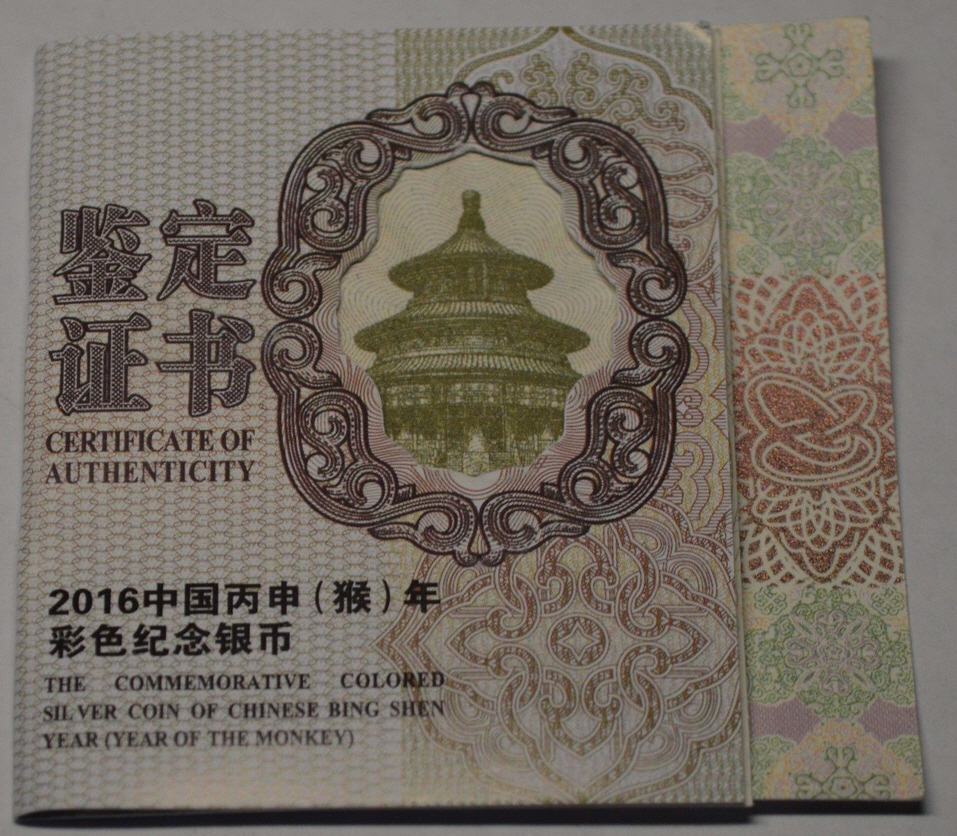 鉴定
证书
CERTIFICATE OF
AUTHENTICITY
2016中国丙申（猴）年
彩色纪念银币
THE COMMEMORATIVE COLORED
SILVER COIN OF CHINESE BING SHEN
YEAR (YEAR OF THE MONKEY)